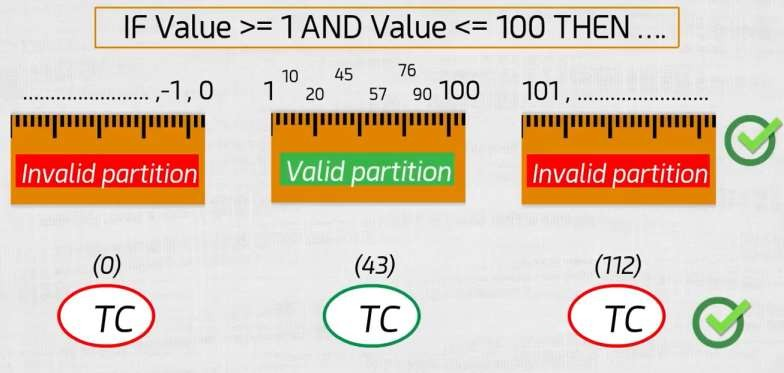 IF Value >= 1 AND Value <= 100 THEN ....
........................ ,-1 , 0
1 10 20 45 57 76 90 100
101 , ........................
Invalid partition
Valid partition
Invalid partition
(0)
(43)
(112)
TC
TC
TC